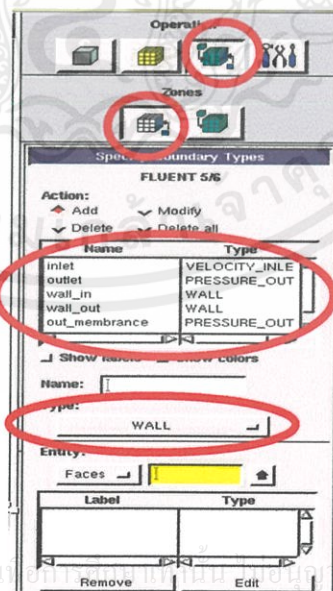 Operation
Zones
Specify Boundary Types
FLUENT 5/6
Action:
Add Modify
Delete Delete all
Name Type
inlet VELOCITY_INLE
outlet PRESSURE_OUT
wall_in WALL
wall_out WALL
out_membrance PRESSURE_OUT
Show labels Show colors
Name:
Type:
WALL
Entity:
Faces
Label Type
Remove Edit